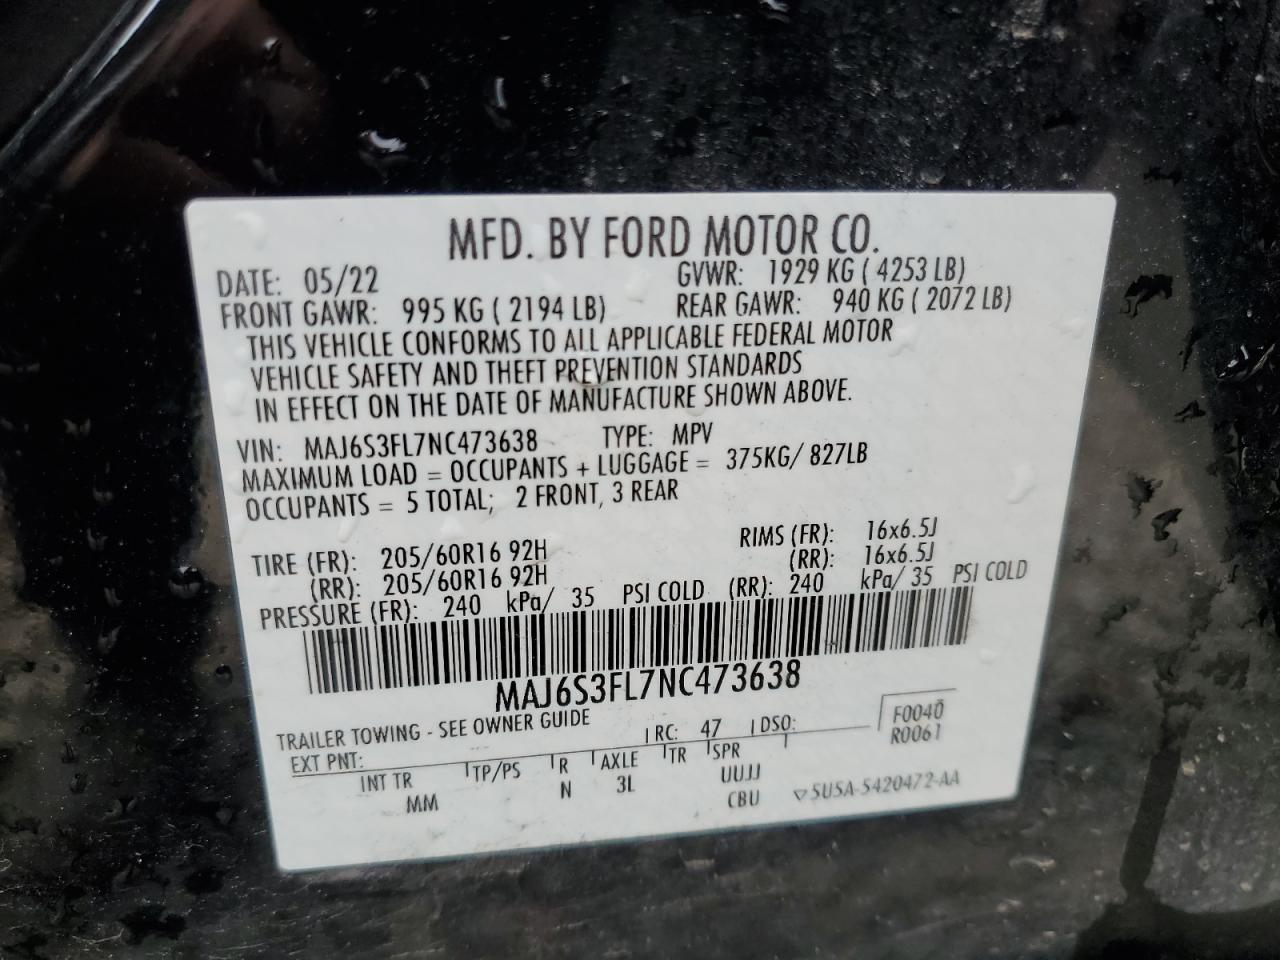 MFD. BY FORD MOTOR CO.
DATE: 05/22 GVWR: 1929 KG ( 4253 LB)
FRONT GAWR: 995 KG ( 2194 LB) REAR GAWR: 940 KG ( 2072 LB)
THIS VEHICLE CONFORMS TO ALL APPLICABLE FEDERAL MOTOR
VEHICLE SAFETY AND THEFT PREVENTION STANDARDS
IN EFFECT ON THE DATE OF MANUFACTURE SHOWN ABOVE.
VIN: MAJ6S3FL7NC473638 TYPE: MPV
MAXIMUM LOAD = OCCUPANTS + LUGGAGE = 375KG/ 827LB
OCCUPANTS = 5 TOTAL; 2 FRONT, 3 REAR
TIRE (FR): 205/60R16 92H RIMS (FR): 16x6.5J
(RR): 205/60R16 92H (RR): 16x6.5J
PRESSURE (FR): 240 kPa/ 35 PSI COLD (RR): 240 kPa/ 35 PSI COLD
MAJ6S3FL7NC473638
TRAILER TOWING - SEE OWNER GUIDE
EXT PNT: RC: 47 DSO: F0040
R0061
INT TR TP/PS R AXLE TR SPR
MM N 3L UUJJ
CBU 5U5A-5420472-AA